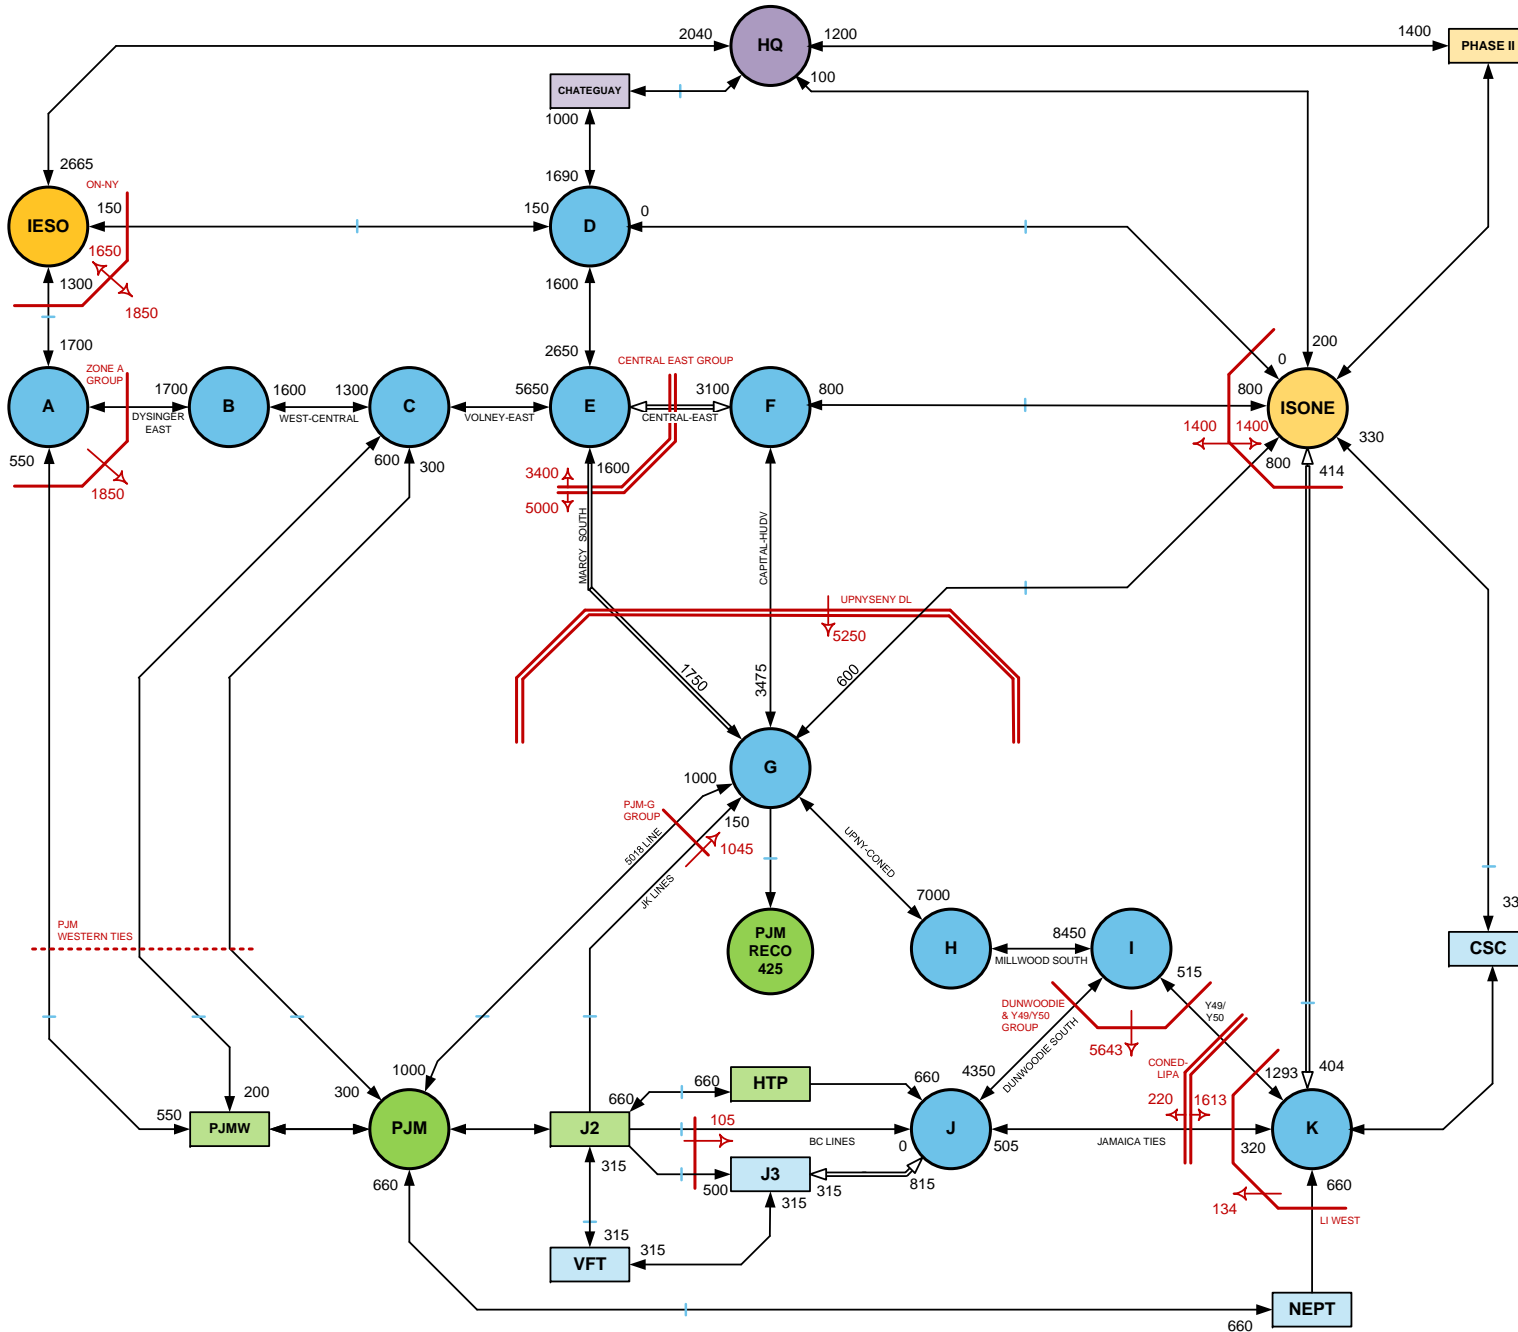 2040
HQ
1200
1400
PHASE II
100
CHATEGUAY
1000
2665
ON-NY
1690
IESO
150
150
D
0
1650
1300
1600
1850
1700
2650
200
0
ZONE A
GROUP
CENTRAL EAST GROUP
A
1700
B
1600
1300
C
5650
E
3100
F
800
800
ISONE
DYSINGER
EAST
WEST-CENTRAL
VOLNEY-EAST
CENTRAL-EAST
1400
1400
330
550
600
300
1600
800
414
1850
3400
5000
MARCY SOUTH
CAPITAL-HUDV
UPNYSENY DL
5250
1750
3475
600
G
1000
PJM-G
GROUP
150
1045
5018 LINE
JK LINES
UPNY-CONED
7000
PJM
WESTERN TIES
PJM
RECO
425
H
8450
I
MILLWOOD SOUTH
33
CSC
515
DUNWOODIE
& Y49/Y50
GROUP
Y49/
Y50
5643
DUNWOODIE SOUTH
CONED-
LIPA
1000
660
HTP
660
4350
1293
404
550
200
300
660
220
1613
PJMW
PJM
J2
105
BC LINES
0
J
505
JAMAICA TIES
320
K
660
315
500
J3
315
815
660
315
134
LI WEST
315
315
VFT
NEPT
660